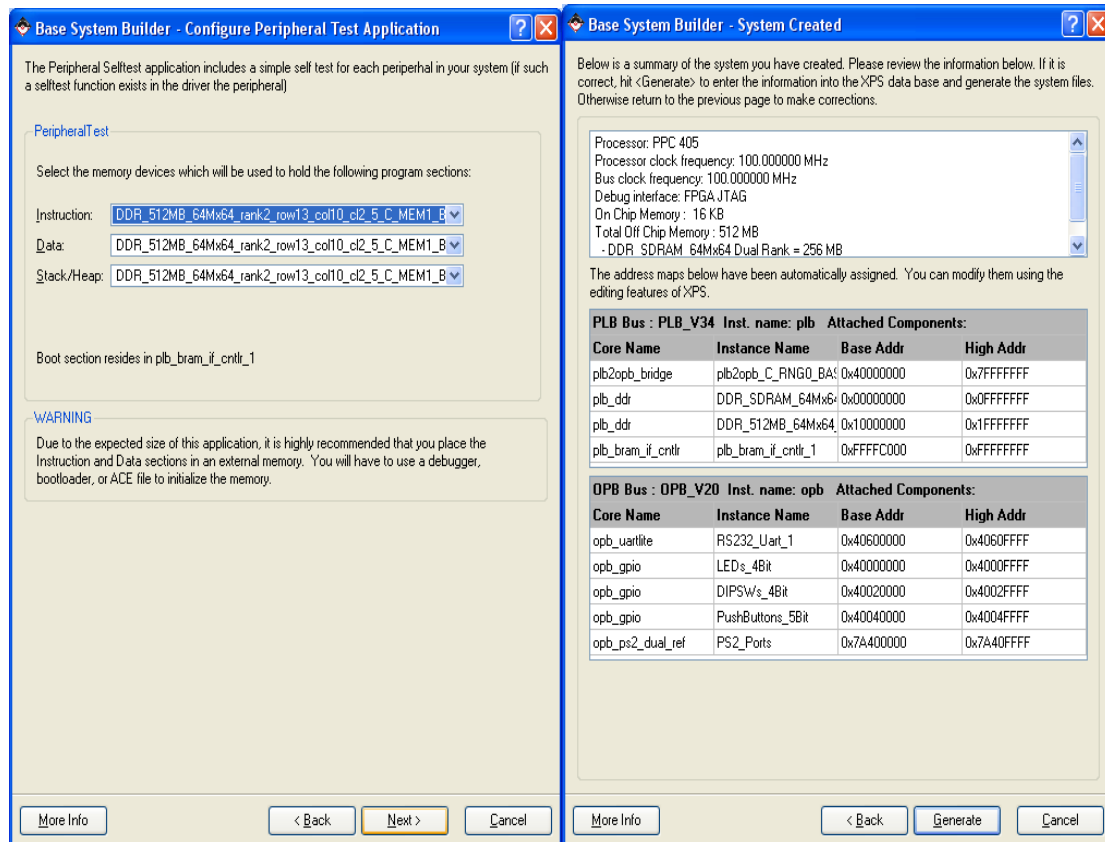 Base System Builder - Configure Peripheral Test Application
The Peripheral Selftest application includes a simple self test for each periperhal in your system (if such
a selftest function exists in the driver the peripheral)
PeripheralTest
Select the memory devices which will be used to hold the following program sections:
Instruction: DDR_512MB_64Mx64_rank2_row13_col10_cl2_5_C_MEM1_B
Data: DDR_512MB_64Mx64_rank2_row13_col10_cl2_5_C_MEM1_B
Stack/Heap: DDR_512MB_64Mx64_rank2_row13_col10_cl2_5_C_MEM1_B
Boot section resides in plb_bram_if_cntlr_1
WARNING
Due to the expected size of this application, it is highly recommended that you place the
Instruction and Data sections in an external memory. You will have to use a debugger,
bootloader, or ACE file to initialize the memory.
More Info < Back Next > Cancel
Base System Builder - System Created
Below is a summary of the system you have created. Please review the information below. If it is
correct, hit <Generate> to enter the information into the XPS data base and generate the system files.
Otherwise return to the previous page to make corrections.
Processor: PPC 405
Processor clock frequency: 100.000000 MHz
Bus clock frequency: 100.000000 MHz
Debug interface: FPGA JTAG
On Chip Memory : 16 KB
Total Off Chip Memory : 512 MB
- DDR_SDRAM_64Mx64 Dual Rank = 256 MB
The address maps below have been automatically assigned. You can modify them using the
editing features of XPS.
PLB Bus : PLB_V34 Inst. name: plb Attached Components:
Core Name Instance Name Base Addr High Addr
plb2opb_bridge plb2opb_C_RNG0_BAS 0x40000000 0x7FFFFFFF
plb_ddr DDR_SDRAM_64Mx64 0x00000000 0x0FFFFFFF
plb_ddr DDR_512MB_64Mx64_ 0x10000000 0x1FFFFFFF
plb_bram_if_cntlr plb_bram_if_cntlr_1 0xFFFFC000 0xFFFFFFFF
OPB Bus : OPB_V20 Inst. name: opb Attached Components:
Core Name Instance Name Base Addr High Addr
opb_uartlite RS232_Uart_1 0x40600000 0x4060FFFF
opb_gpio LEDs_4Bit 0x40000000 0x4000FFFF
opb_gpio DIPSWs_4Bit 0x40020000 0x4002FFFF
opb_gpio PushButtons_5Bit 0x40040000 0x4004FFFF
opb_ps2_dual_ref PS2_Ports 0x7A400000 0x7A40FFFF
More Info < Back Generate Cancel